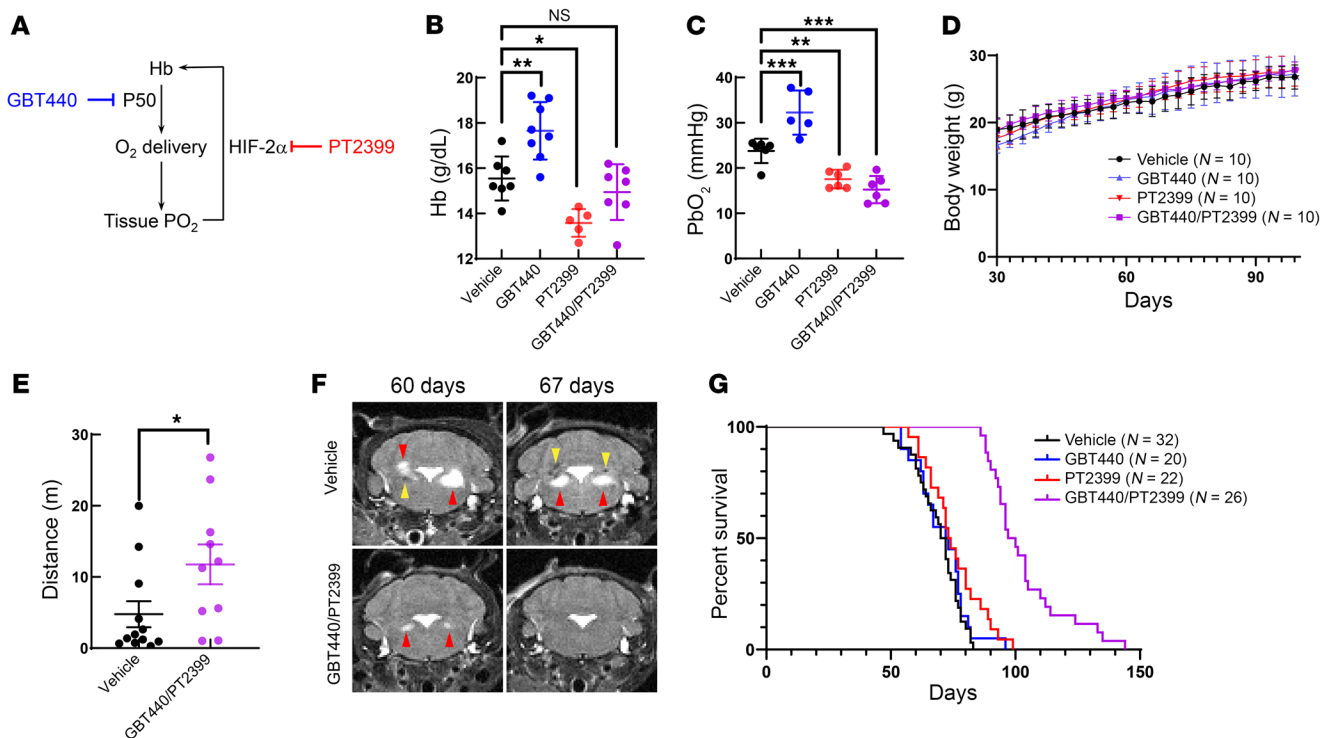 A
Hb
GBT440
P50
O2 delivery
HIF-2α
PT2399
Tissue PO2
B
NS
*
**
20
18
16
14
12
Hb (g/dL)
Vehicle
GBT440
PT2399
GBT440/PT2399
C
***
**
***
40
30
20
10
0
PbO2 (mmHg)
Vehicle
GBT440
PT2399
GBT440/PT2399
D
30
20
10
0
Body weight (g)
Vehicle (N = 10)
GBT440 (N = 10)
PT2399 (N = 10)
GBT440/PT2399 (N = 10)
30 60 90
Days
E
*
30
20
10
0
Distance (m)
Vehicle
GBT440/PT2399
F
60 days 67 days
Vehicle
GBT440/PT2399
G
100
50
0
Percent survival
Vehicle (N = 32)
GBT440 (N = 20)
PT2399 (N = 22)
GBT440/PT2399 (N = 26)
0 50 100 150
Days